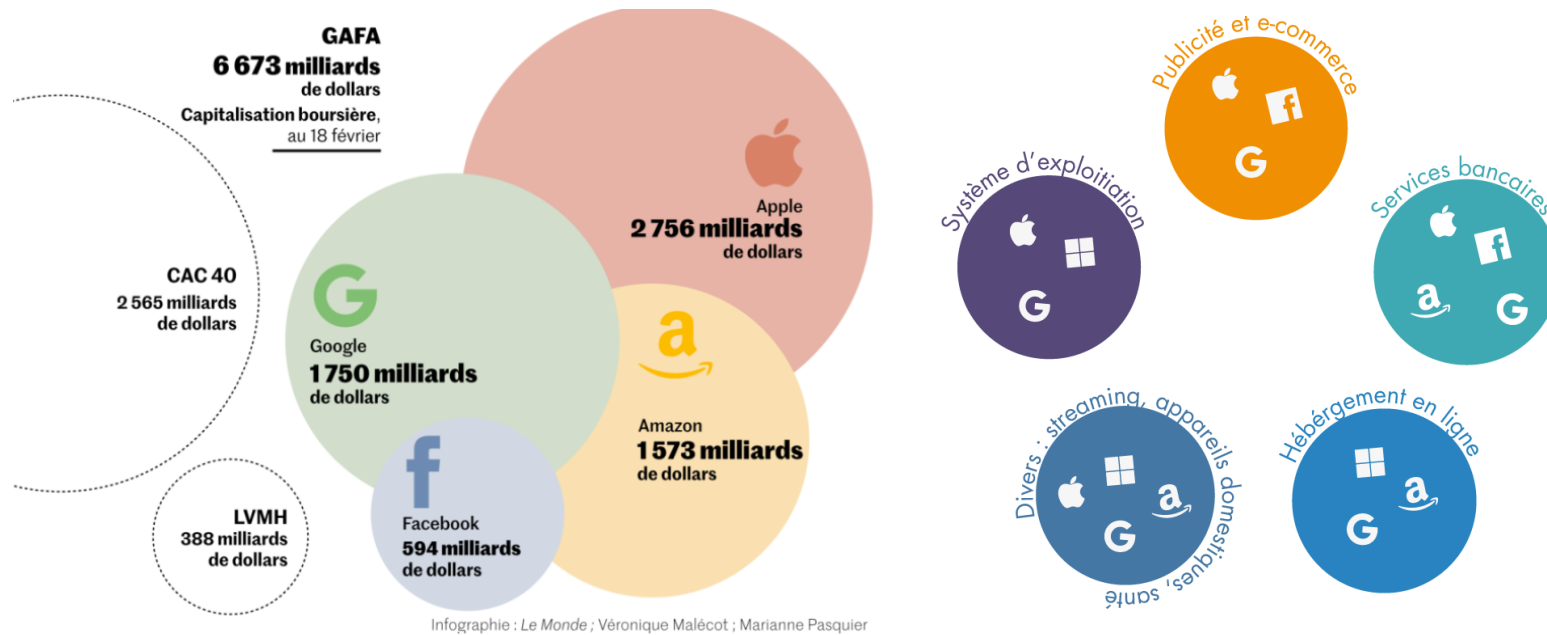 GAFA
6 673 milliards
de dollars
Capitalisation boursière,
au 18 février
CAC 40
2 565 milliards
de dollars
LVMH
388 milliards
de dollars
Apple
2 756 milliards
de dollars
Google
1 750 milliards
de dollars
Amazon
1 573 milliards
de dollars
Facebook
594 milliards
de dollars
Infographie : Le Monde ; Véronique Malécot ; Marianne Pasquier
Publicité et e-commerce
Système d'exploitiation
Services bancaires
Divers : streaming, appareils domestiques, santé
Hébérgement en ligne